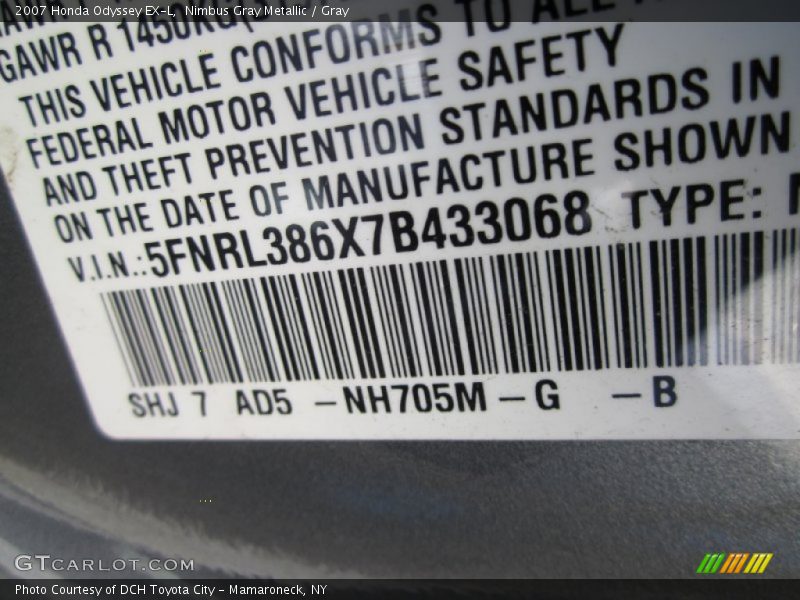 2007 Honda Odyssey EX-L, Nimbus Gray Metallic / Gray
GAWR R 1450KG
THIS VEHICLE CONFORMS TO ALL
FEDERAL MOTOR VEHICLE SAFETY
AND THEFT PREVENTION STANDARDS IN
ON THE DATE OF MANUFACTURE SHOWN
V.I.N.:5FNRL386X7B433068 TYPE:
SHJ 7 AD5 -NH705M-G -B
GTCARLOT.COM
Photo Courtesy of DCH Toyota City - Mamaroneck, NY